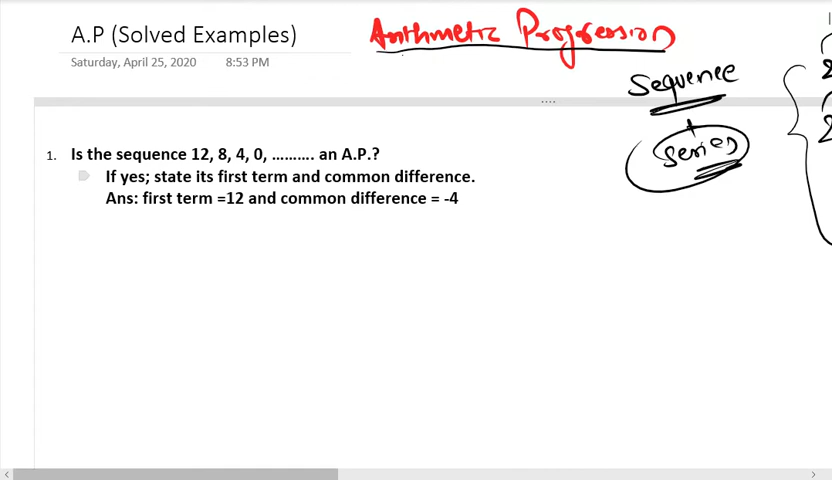 A.P (Solved Examples)
Arithmetic Progression
Saturday, April 25, 2020 8:53 PM
Sequence
+
Series
1. Is the sequence 12, 8, 4, 0, .......... an A.P.?
If yes; state its first term and common difference.
Ans: first term =12 and common difference = -4